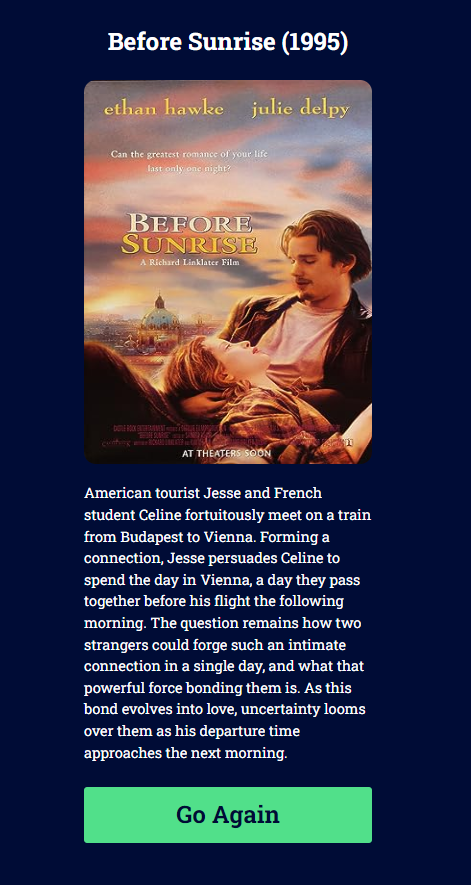 Before Sunrise (1995)
ethan hawke julie delpy
Can the greatest romance of your life
last only one night?
BEFORE
SUNRISE
A Richard Linklater Film
AT THEATERS SOON
American tourist Jesse and French
student Celine fortuitously meet on a train
from Budapest to Vienna. Forming a
connection, Jesse persuades Celine to
spend the day in Vienna, a day they pass
together before his flight the following
morning. The question remains how two
strangers could forge such an intimate
connection in a single day, and what that
powerful force bonding them is. As this
bond evolves into love, uncertainty looms
over them as his departure time
approaches the next morning.
Go Again